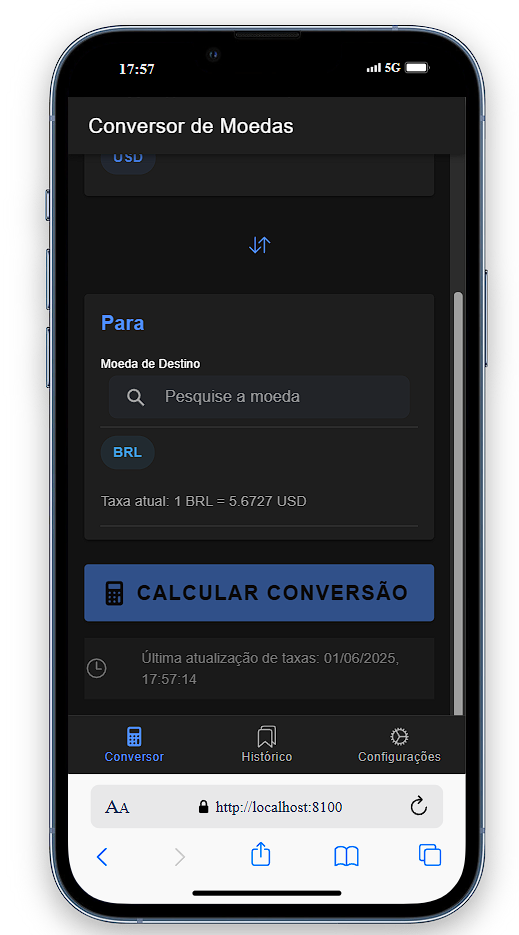 17:57
5G
Conversor de Moedas
USD
Para
Moeda de Destino
Pesquise a moeda
BRL
Taxa atual: 1 BRL = 5.6727 USD
CALCULAR CONVERSÃO
Última atualização de taxas: 01/06/2025,
17:57:14
Conversor
Histórico
Configurações
AA
http://localhost:8100